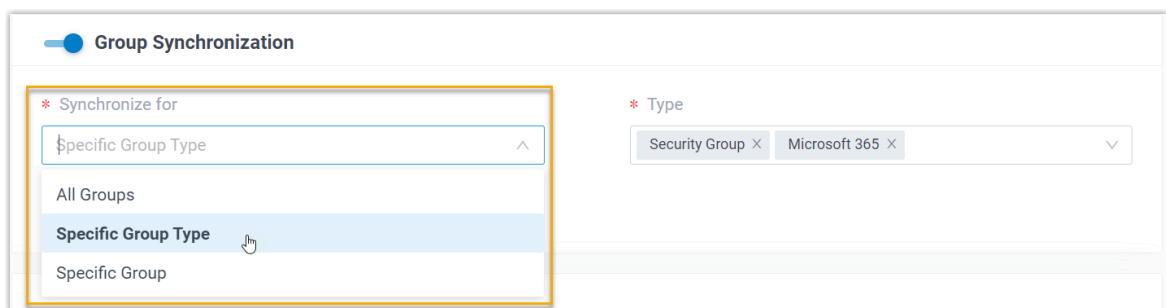 Group Synchronization
* Synchronize for
Specific Group Type
All Groups
Specific Group Type
Specific Group
* Type
Security Group × Microsoft 365 ×